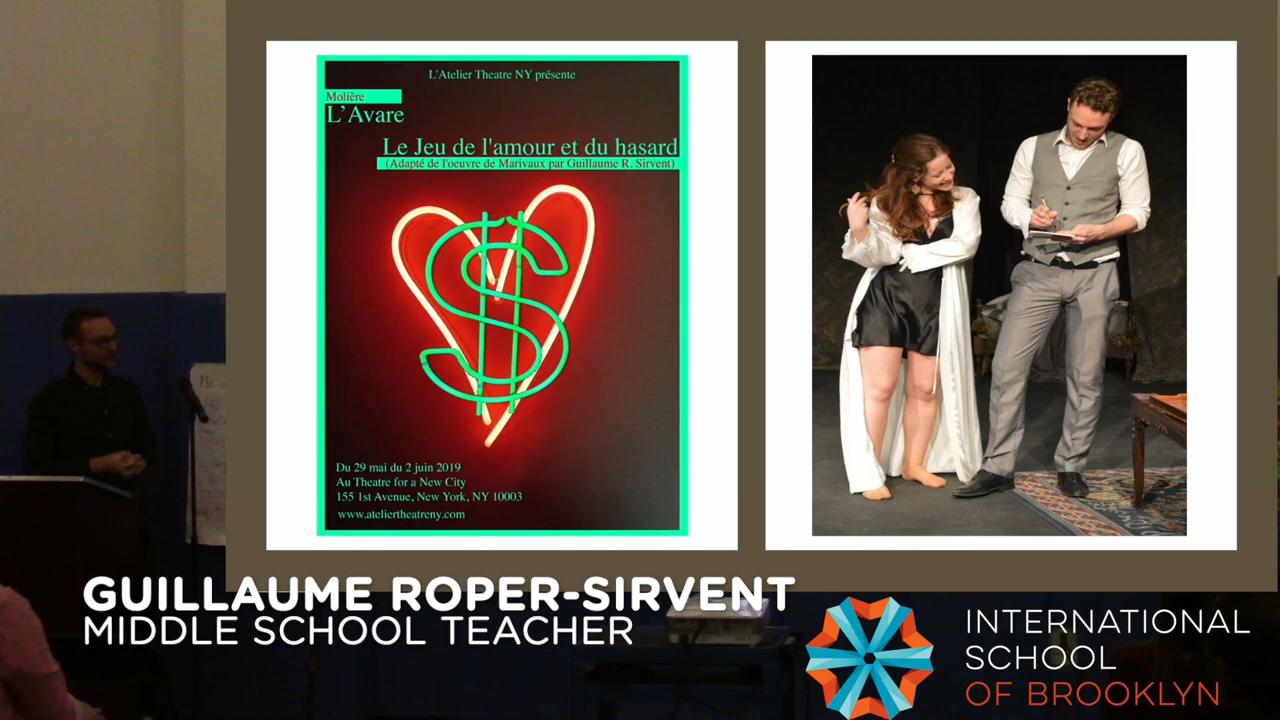 L'Atelier Theatre NY présente
Molière
L'Avare
Le Jeu de l'amour et du hasard
(Adapté de l'oeuvre de Marivaux par Guillaume R. Sirvent)
Du 29 mai du 2 juin 2019
Au Theatre for a New City
155 1st Avenue, New York, NY 10003
www.ateliertheatreny.com
GUILLAUME ROPER-SIRVENT
MIDDLE SCHOOL TEACHER
INTERNATIONAL
SCHOOL
OF BROOKLYN